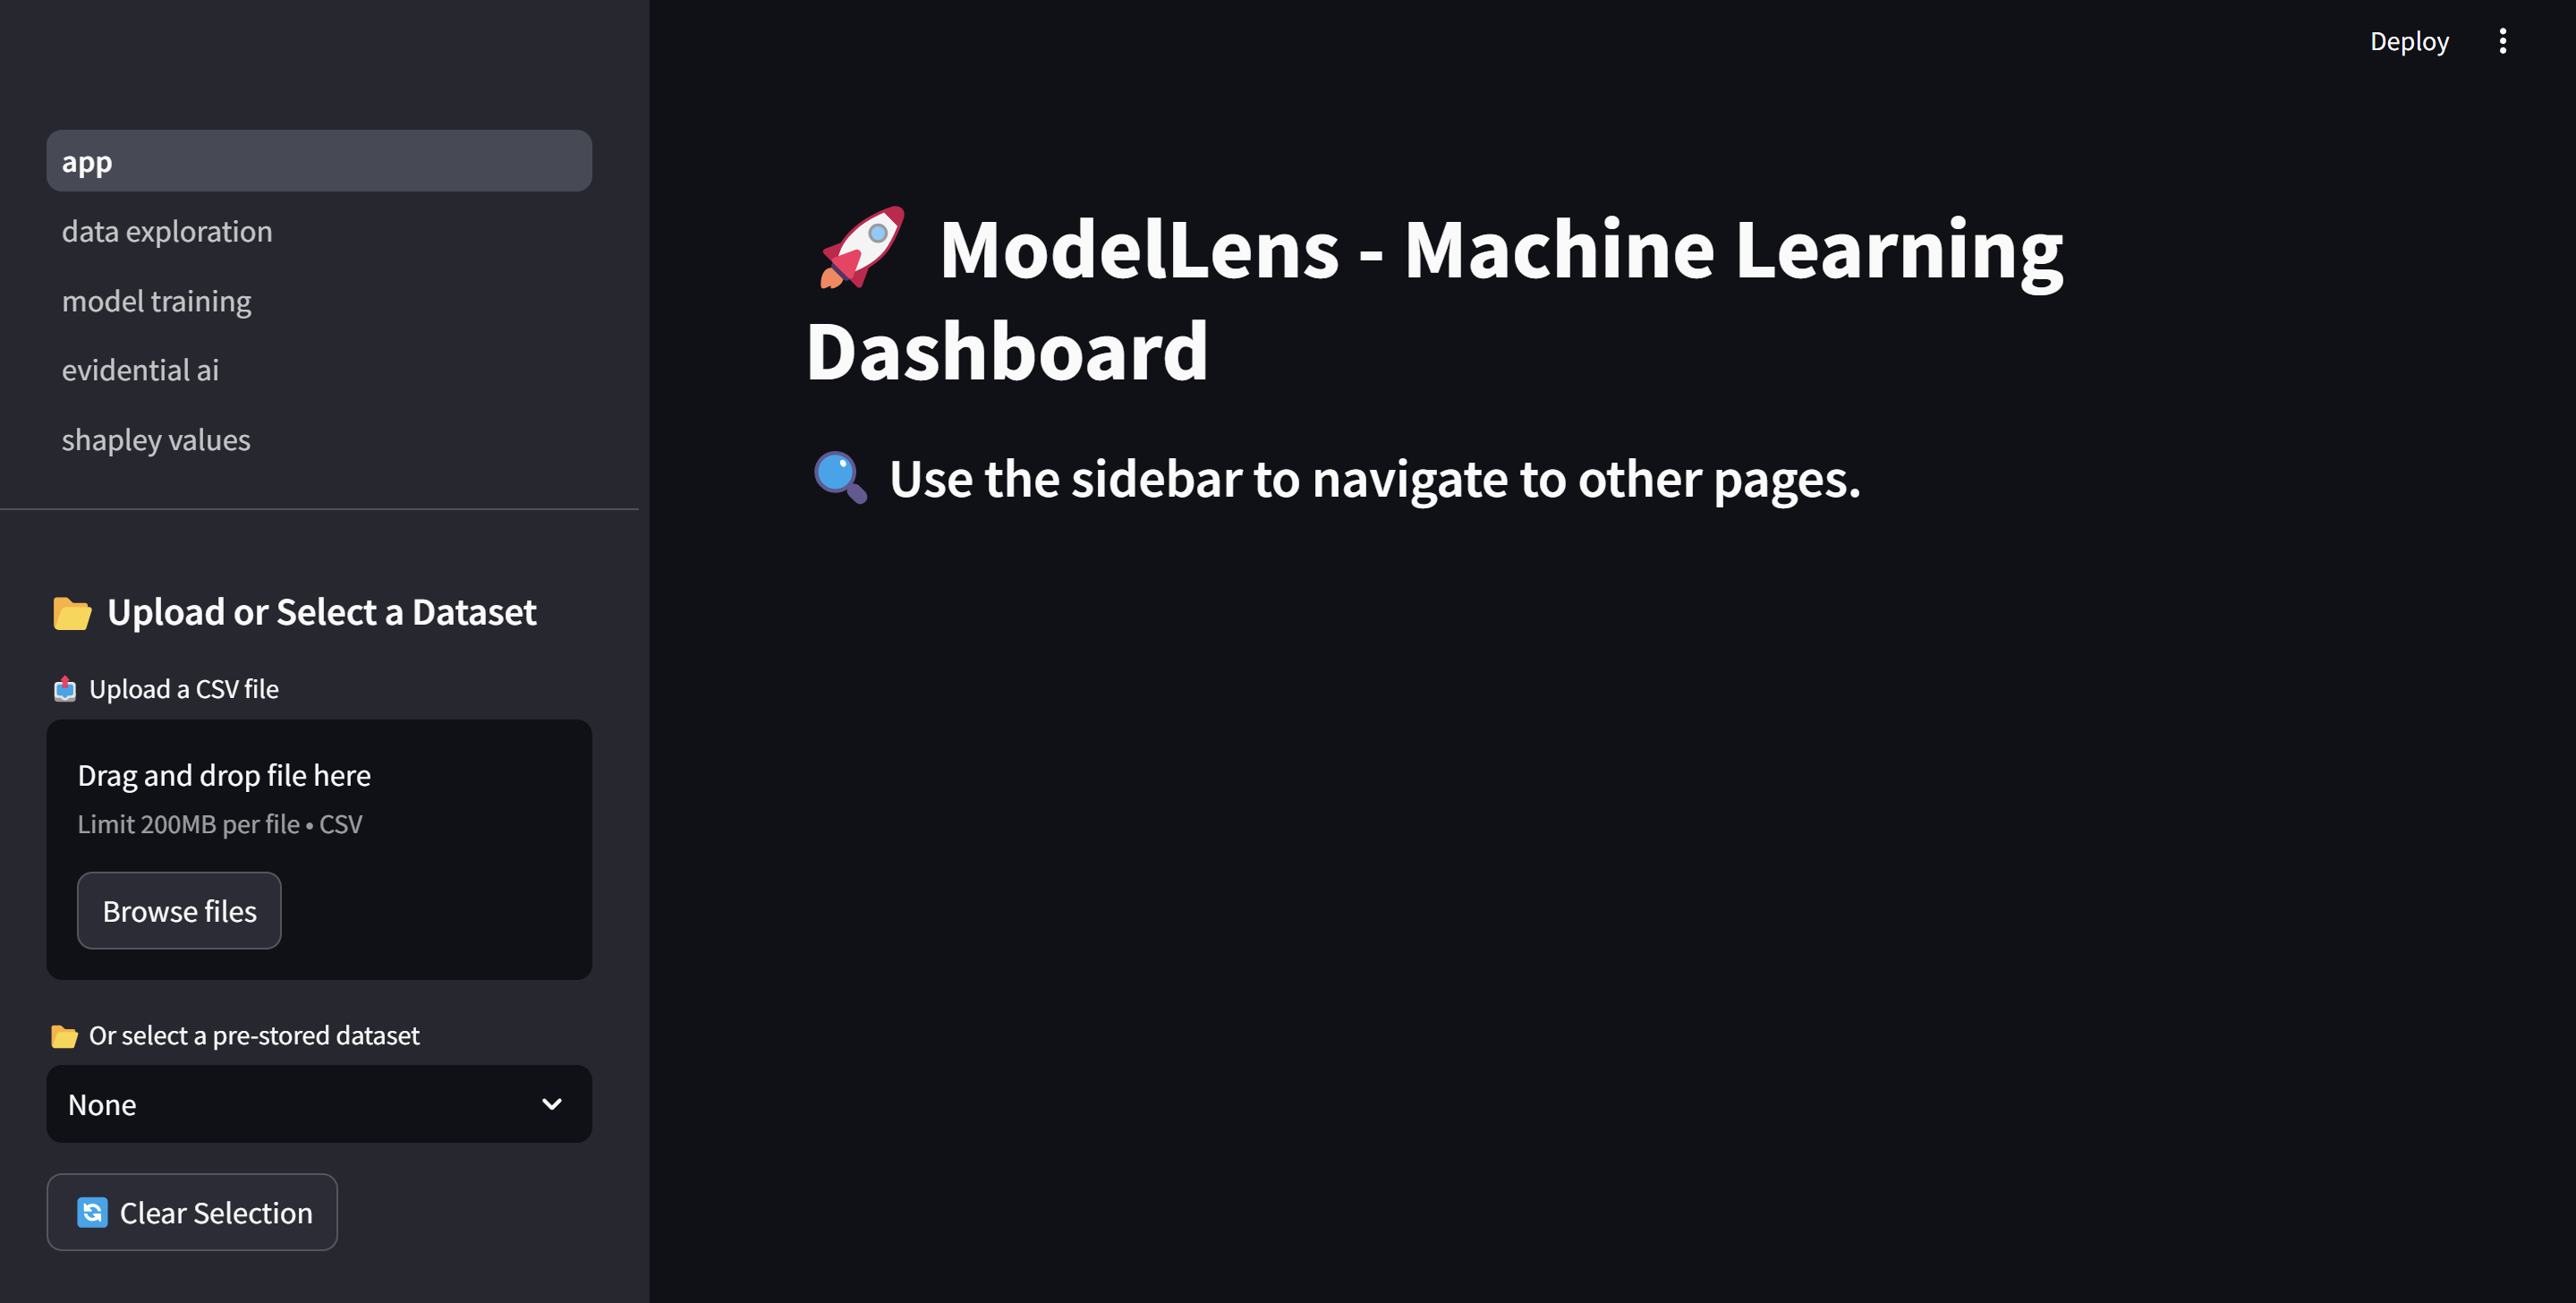 Deploy
app
data exploration
model training
evidential ai
shapley values
Upload or Select a Dataset
Upload a CSV file
Drag and drop file here
Limit 200MB per file • CSV
Browse files
Or select a pre-stored dataset
None
Clear Selection
ModelLens - Machine Learning
Dashboard
Use the sidebar to navigate to other pages.